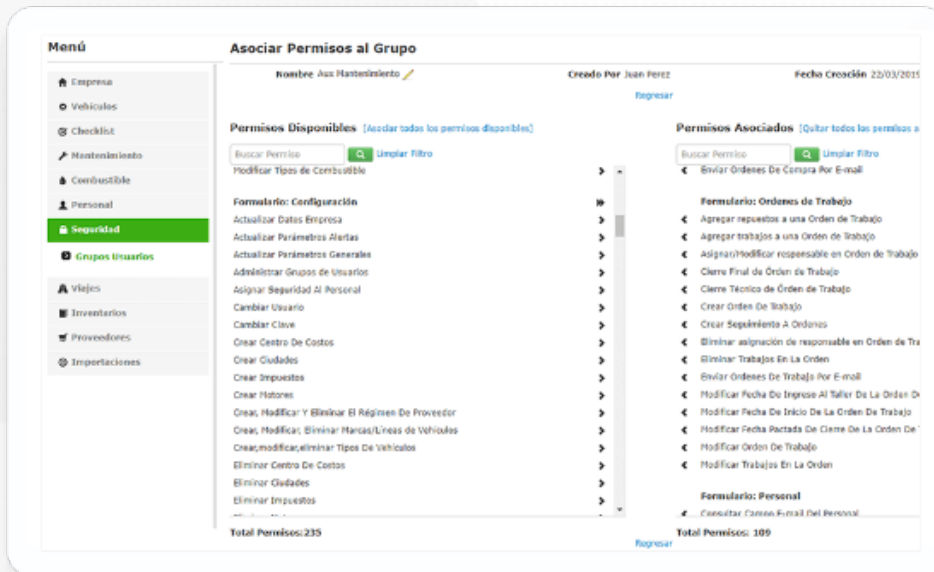 Menú
Empresa
Vehículos
Checklist
Mantenimiento
Combustible
Personal
Seguridad
Grupos Usuarios
Viajes
Inventarios
Proveedores
Importaciones
Asociar Permisos al Grupo
Nombre Aux Mantenimiento
Creado Por Juan Perez
Fecha Creación 22/03/2019
Regresar
Permisos Disponibles [Asociar todos los permisos disponibles]
Buscar Permiso Limpiar Filtro
Modificar Tipos de Combustible
Formulario: Configuración
Actualizar Datos Empresa
Actualizar Parámetros Alertas
Actualizar Parámetros Generales
Administrar Grupos de Usuarios
Asignar Seguridad Al Personal
Cambiar Usuario
Cambiar Clave
Crear Centro De Costos
Crear Ciudades
Crear Impuestos
Crear Motores
Crear, Modificar Y Eliminar El Régimen De Proveedor
Crear, Modificar, Eliminar Marcas/Líneas de Vehículos
Crear,modificar,eliminar Tipos De Vehículos
Eliminar Centro De Costos
Eliminar Ciudades
Eliminar Impuestos
Total Permisos:235
Permisos Asociados [Quitar todos los permisos a
Buscar Permiso Limpiar Filtro
Enviar Ordenes De Compra Por E-mail
Formulario: Ordenes de Trabajo
Agregar repuestos a una Orden de Trabajo
Agregar trabajos a una Orden de Trabajo
Asignar/Modificar responsable en Orden de Trabajo
Cierre Final de Órden de Trabajo
Cierre Técnico de Órden de Trabajo
Crear Orden De Trabajo
Crear Seguimiento A Ordenes
Eliminar asignación de responsable en Orden de Tra
Eliminar Trabajos En La Orden
Enviar Ordenes De Trabajo Por E-mail
Modificar Fecha De Ingreso Al Taller De La Orden D
Modificar Fecha De Inicio De La Orden De Trabajo
Modificar Fecha Pactada De Cierre De La Orden De
Modificar Orden De Trabajo
Modificar Trabajos En La Orden
Formulario: Personal
Consultar Campo E-mail Del Personal
Total Permisos: 109
Regresar